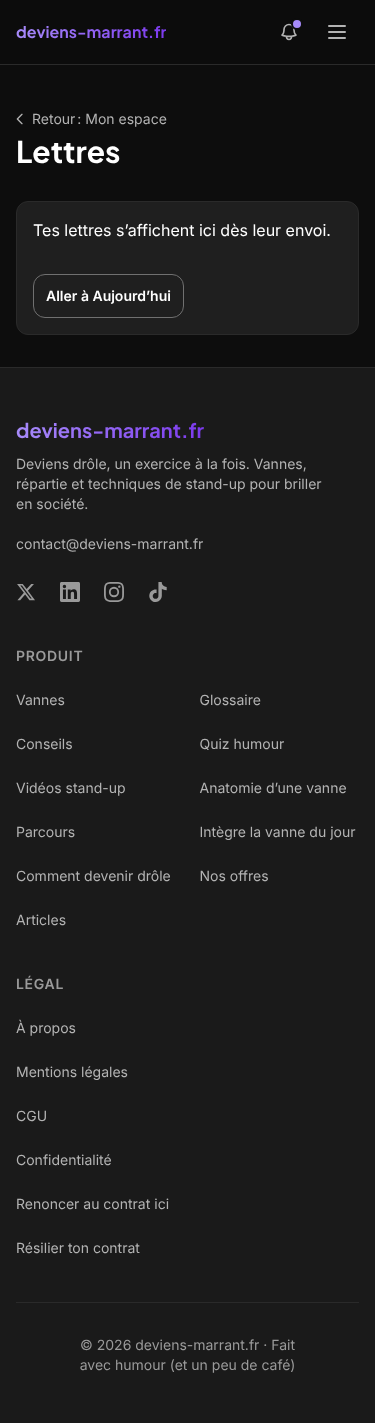 deviens-marrant.fr
Retour : Mon espace
Lettres
Tes lettres s’affichent ici dès leur envoi.
Aller à Aujourd’hui
deviens-marrant.fr
Deviens drôle, un exercice à la fois. Vannes,
répartie et techniques de stand-up pour briller
en société.
contact@deviens-marrant.fr
PRODUIT
Vannes
Glossaire
Conseils
Quiz humour
Vidéos stand-up
Anatomie d’une vanne
Parcours
Intègre la vanne du jour
Comment devenir drôle
Nos offres
Articles
LÉGAL
À propos
Mentions légales
CGU
Confidentialité
Renoncer au contrat ici
Résilier ton contrat
© 2026 deviens-marrant.fr · Fait
avec humour (et un peu de café)